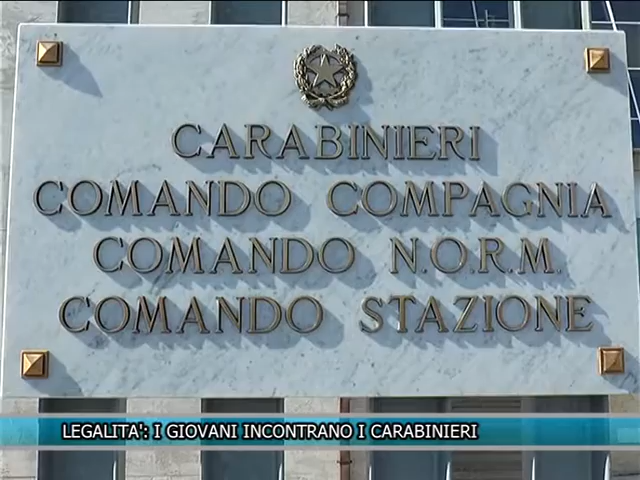 CARABINIERI
COMANDO COMPAGNIA
COMANDO N.O.R.M.
COMANDO STAZIONE
LEGALITA': I GIOVANI INCONTRANO I CARABINIERI